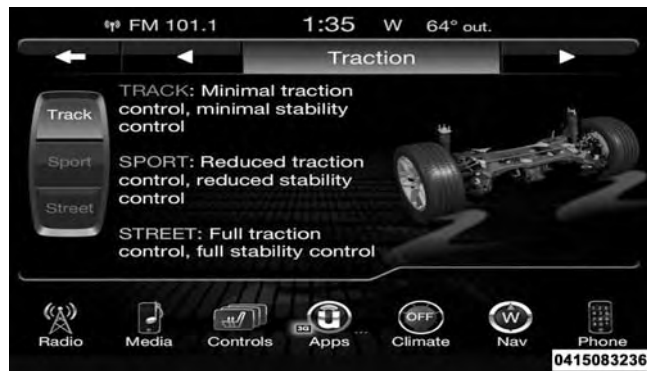 FM 101.1 1:35 W 64° out.
Traction
Track
Sport
Street
TRACK: Minimal traction
control, minimal stability
control
SPORT: Reduced traction
control, reduced stability
control
STREET: Full traction
control, full stability control
3G
OFF
W
Radio Media Controls Apps ... Climate Nav Phone
0415083236